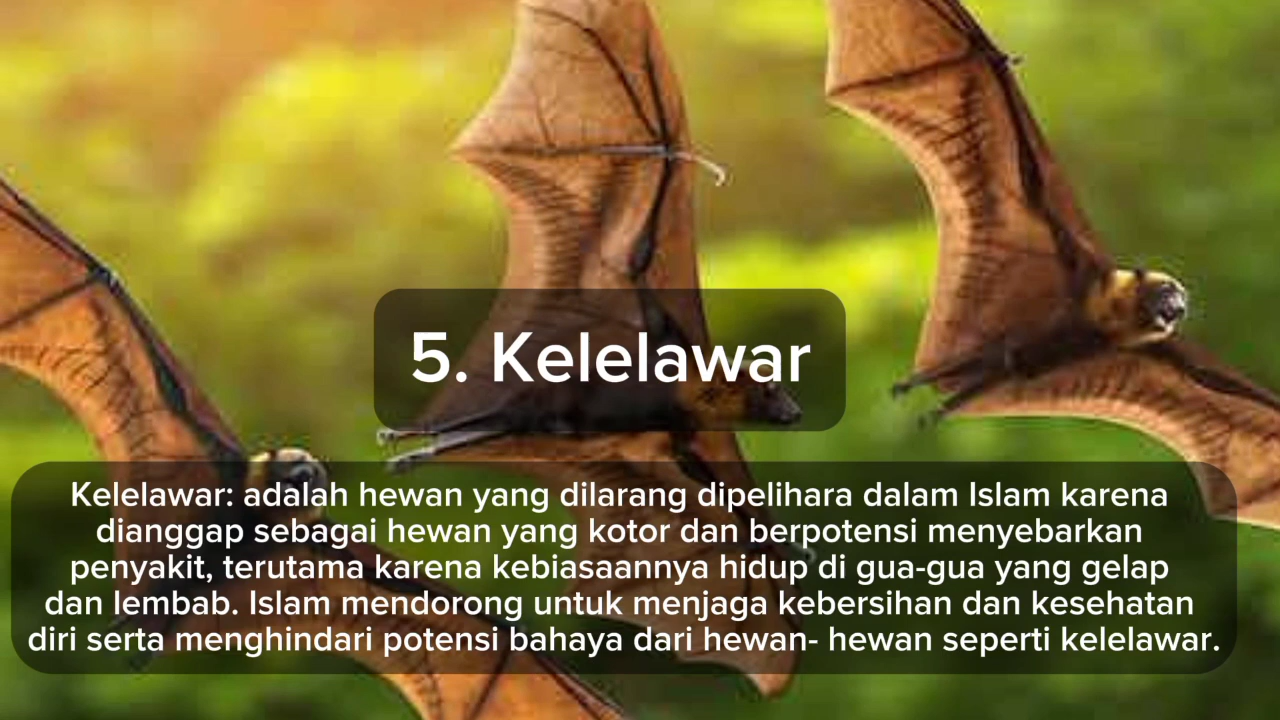 5. Kelelawar
Kelelawar: adalah hewan yang dilarang dipelihara dalam Islam karena
dianggap sebagai hewan yang kotor dan berpotensi menyebarkan
penyakit, terutama karena kebiasaannya hidup di gua-gua yang gelap
dan lembab. Islam mendorong untuk menjaga kebersihan dan kesehatan
diri serta menghindari potensi bahaya dari hewan- hewan seperti kelelawar.